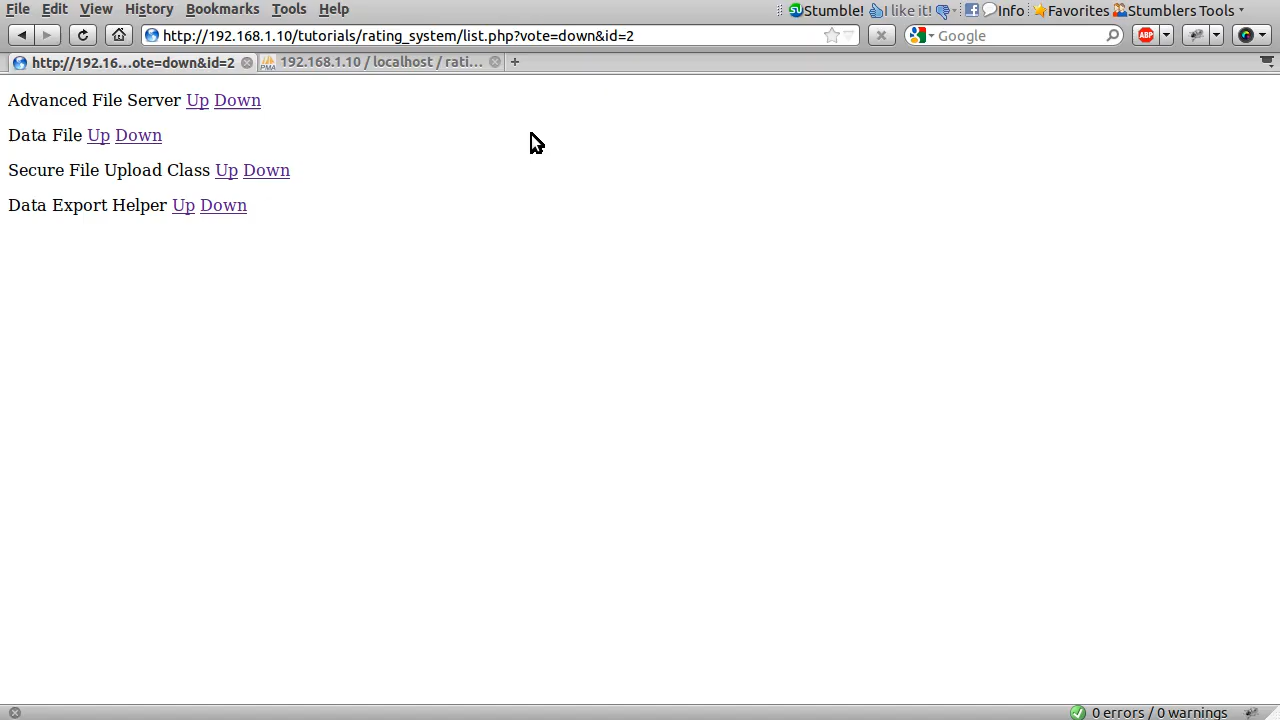 File Edit View History Bookmarks Tools Help Stumble! I like it! Info Favorites Stumblers Tools
http://192.168.1.10/tutorials/rating_system/list.php?vote=down&id=2 Google ABP
http://192.16...ote=down&id=2 PMA 192.168.1.10 / localhost / rati... +
Advanced File Server Up Down
Data File Up Down
Secure File Upload Class Up Down
Data Export Helper Up Down
0 errors / 0 warnings